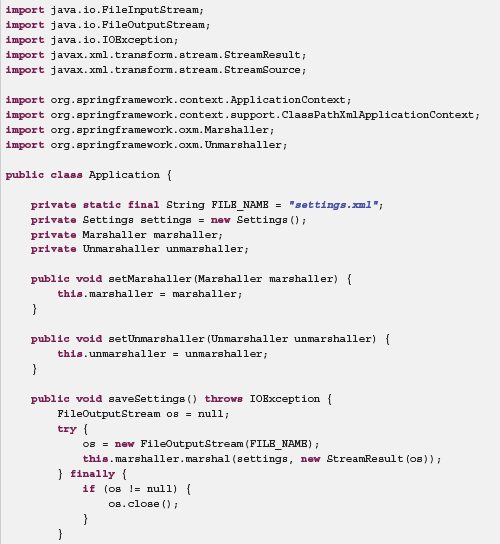 import java.io.FileInputStream;
import java.io.FileOutputStream;
import java.io.IOException;
import javax.xml.transform.stream.StreamResult;
import javax.xml.transform.stream.StreamSource;

import org.springframework.context.ApplicationContext;
import org.springframework.context.support.ClassPathXmlApplicationContext;
import org.springframework.oxm.Marshaller;
import org.springframework.oxm.Unmarshaller;

public class Application {

    private static final String FILE_NAME = "settings.xml";
    private Settings settings = new Settings();
    private Marshaller marshaller;
    private Unmarshaller unmarshaller;

    public void setMarshaller(Marshaller marshaller) {
        this.marshaller = marshaller;
    }

    public void setUnmarshaller(Unmarshaller unmarshaller) {
        this.unmarshaller = unmarshaller;
    }

    public void saveSettings() throws IOException {
        FileOutputStream os = null;
        try {
            os = new FileOutputStream(FILE_NAME);
            this.marshaller.marshal(settings, new StreamResult(os));
        } finally {
            if (os != null) {
                os.close();
            }
        }